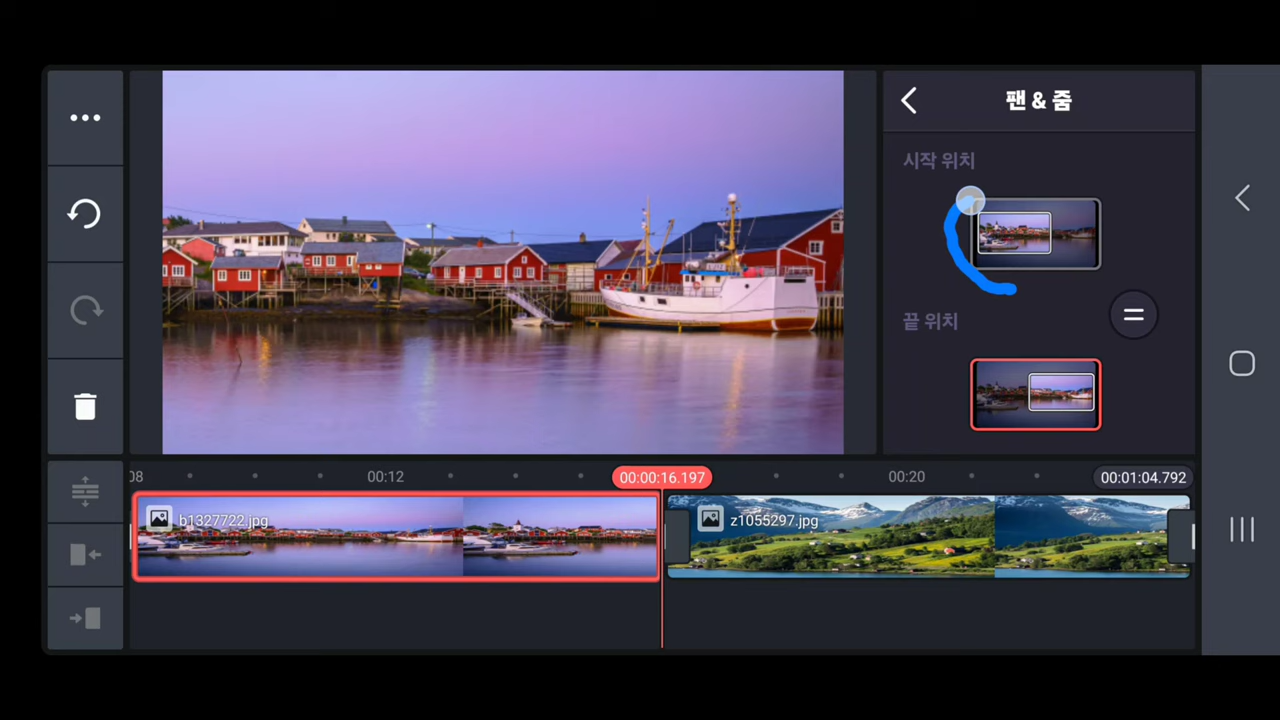 팬 & 줌
시작 위치
끝 위치
08
00:12
00:00:16.197
00:20
00:01:04.792
b1327722.jpg
z1055297.jpg